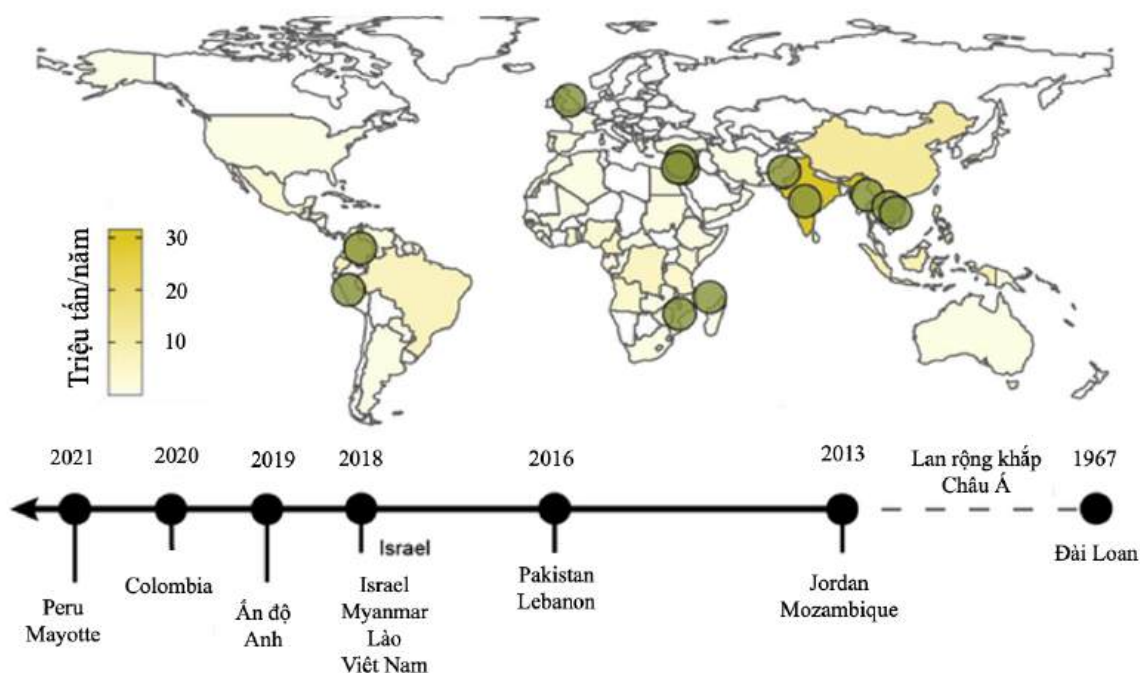 Triệu tấn/năm
30
20
10
2021
2020
2019
2018
2016
2013
Lan rộng khắp
Châu Á
1967
Peru
Mayotte
Colombia
Ấn độ
Anh
Israel
Israel
Myanmar
Lào
Việt Nam
Pakistan
Lebanon
Jordan
Mozambique
Đài Loan